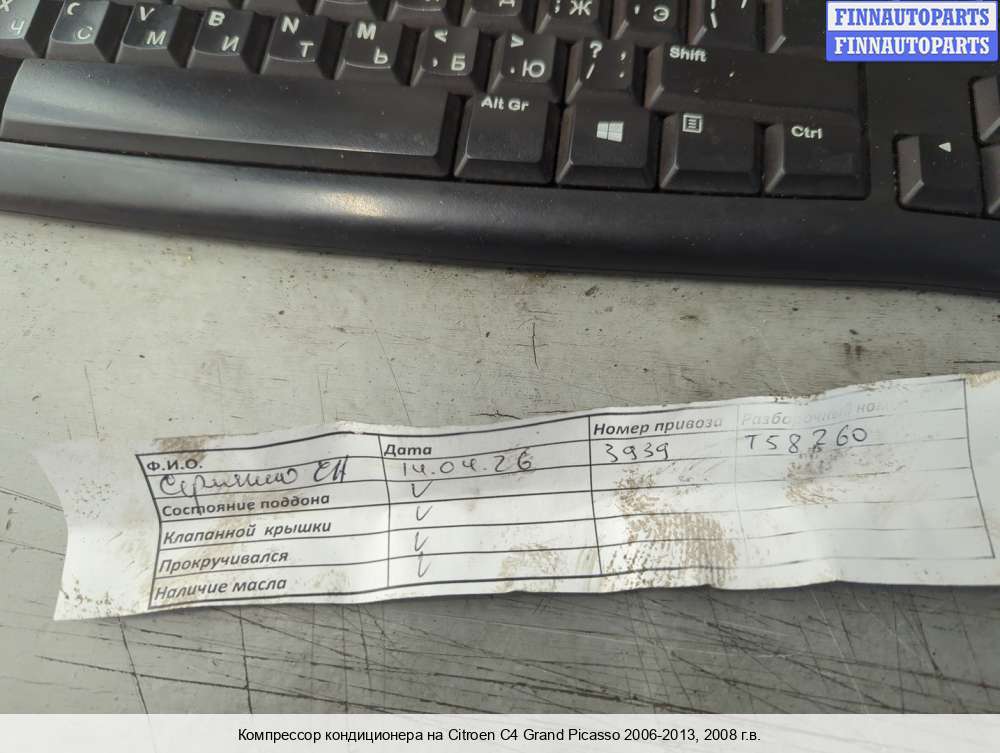 FINNAUTOPARTS
FINNAUTOPARTS
Ч C С V М B В И N Т M Ь < , Б > . Ю ? / ; , Shift
Ж Э
Alt Gr Ctrl
Ф.И.О. Дата Номер привоза Разборочный номер
ЕН 14.04.26 3939 T58260
Состояние поддона ✓
Клапанной крышки ✓
Прокручивался ✓
Наличие масла ✓
Компрессор кондиционера на Citroen C4 Grand Picasso 2006-2013, 2008 г.в.